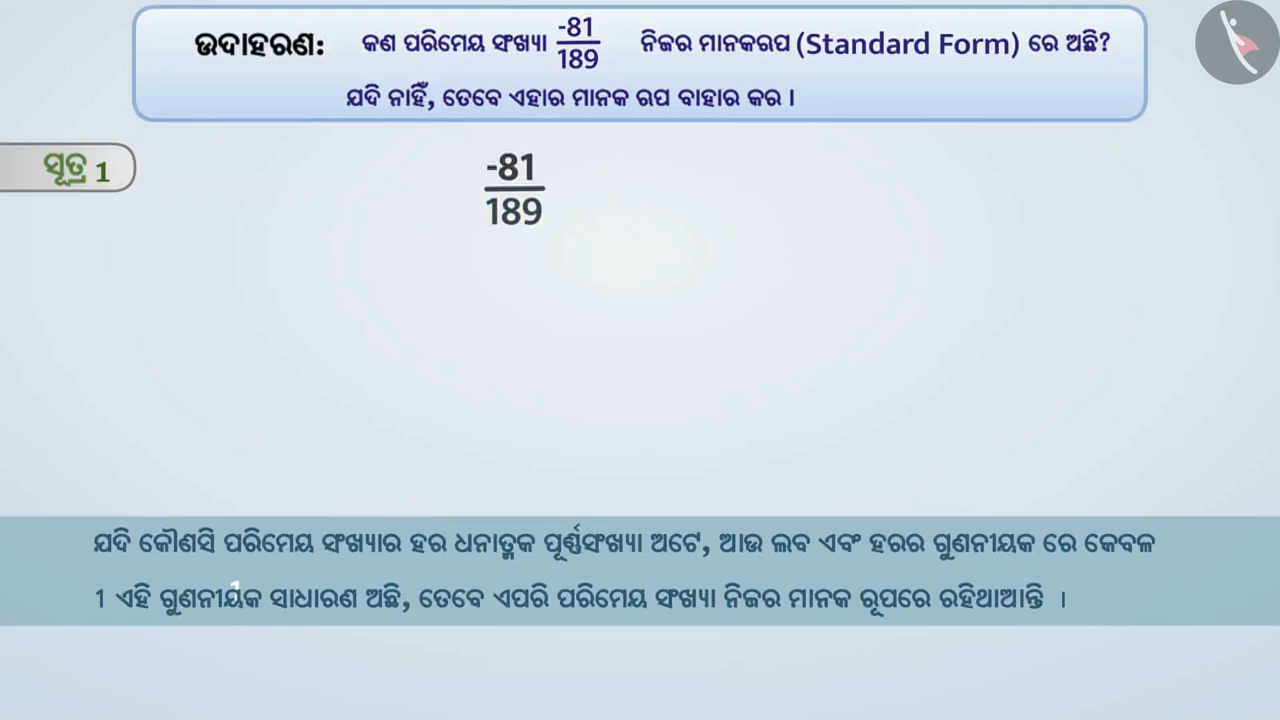 ଉଦାହରଣ: କଣ ପରିମେୟ ସଂଖ୍ୟା -81/189 ନିଜର ମାନକରପ (Standard Form) ରେ ଅଛି?
ଯଦି ନାହିଁ, ତେବେ ଏହାର ମାନକ ରପ ବାହାର କର ।
ସୂତ୍ର 1
-81
189
ଯଦି କୌଣସି ପରିମେୟ ସଂଖ୍ୟାର ହର ଧନାତ୍ମକ ପୂର୍ଣ୍ଣସଂଖ୍ୟା ଅଟେ, ଆଉ ଲବ ଏବଂ ହରର ଗୁଣନୀୟକ ରେ କେବଳ
1 ଏହି ଗୁଣନୀୟକ ସାଧାରଣ ଅଛି, ତେବେ ଏପରି ପରିମେୟ ସଂଖ୍ୟା ନିଜର ମାନକ ରୂପରେ ରହିଥାଆନ୍ତି ।